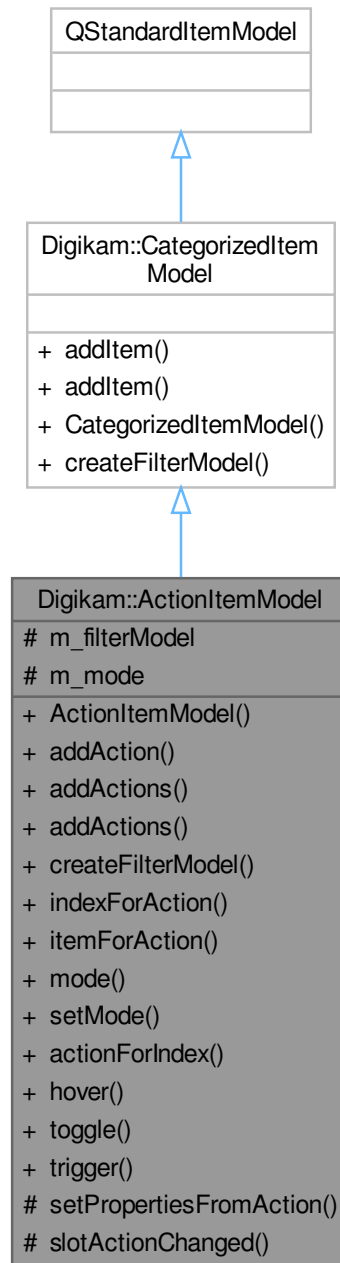 QStandardItemModel
Digikam::CategorizedItem
Model
+ addItem()
+ addItem()
+ CategorizedItemModel()
+ createFilterModel()
Digikam::ActionItemModel
# m_filterModel
# m_mode
+ ActionItemModel()
+ addAction()
+ addActions()
+ addActions()
+ createFilterModel()
+ indexForAction()
+ itemForAction()
+ mode()
+ setMode()
+ actionForIndex()
+ hover()
+ toggle()
+ trigger()
# setPropertiesFromAction()
# slotActionChanged()